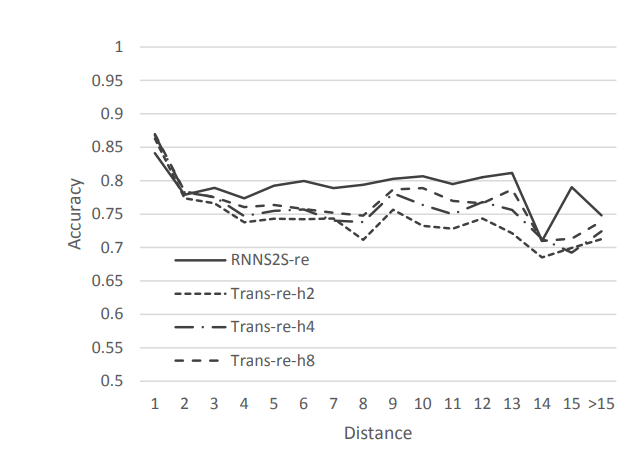 1
0.95
0.9
0.85
0.8
0.75
0.7
0.65
0.6
0.55
0.5
Accuracy
RNNS2S-re
Trans-re-h2
Trans-re-h4
Trans-re-h8
1 2 3 4 5 6 7 8 9 10 11 12 13 14 15 >15
Distance